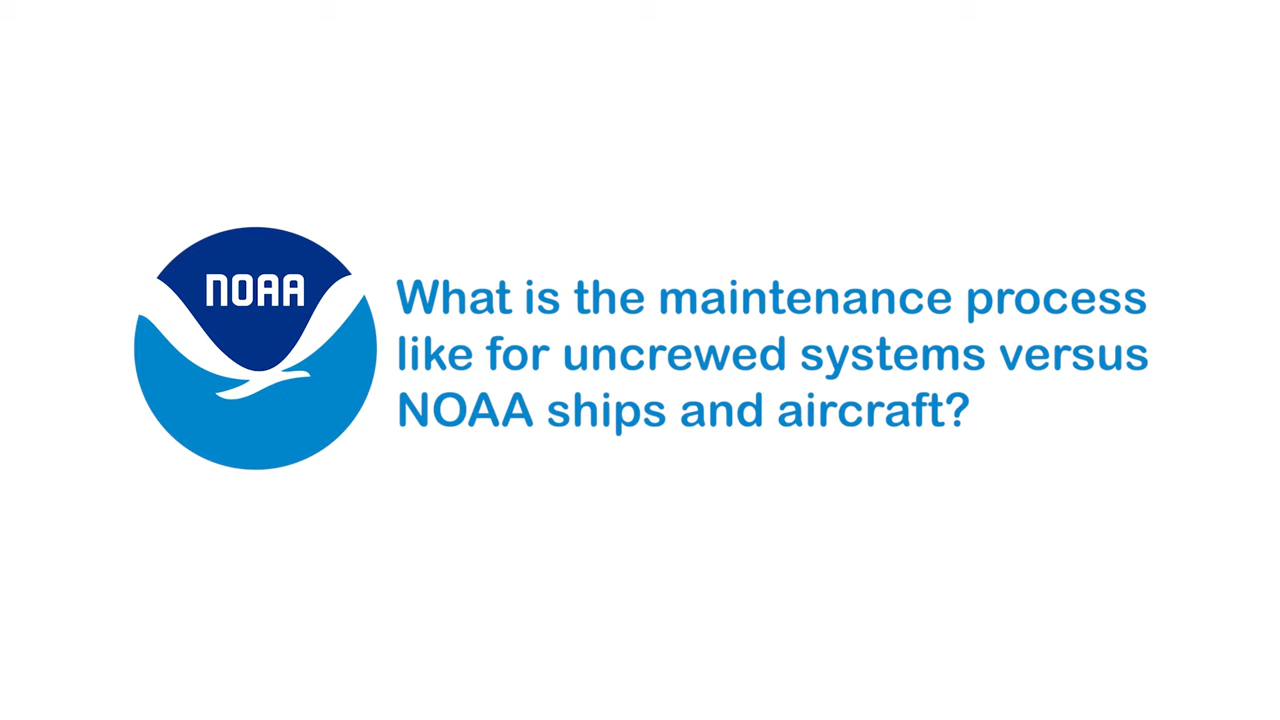 NOAA
What is the maintenance process
like for uncrewed systems versus
NOAA ships and aircraft?